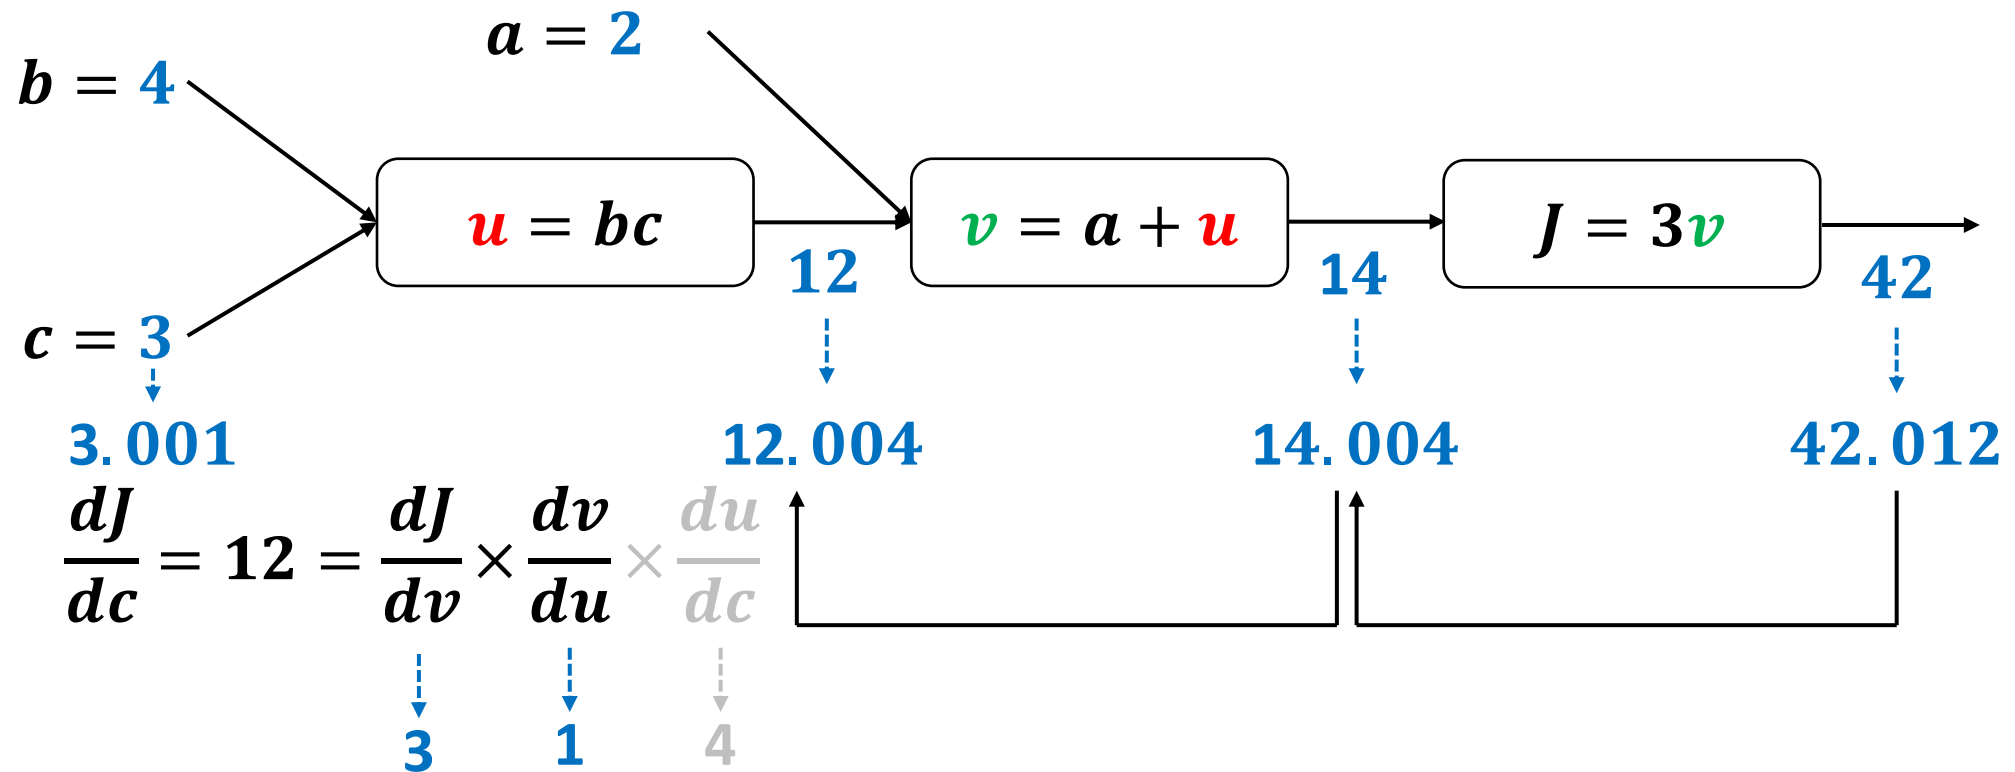 a = 2
b = 4
u = bc
v = a + u
J = 3v
12
14
42
c = 3
3.001
12.004
14.004
42.012
dJ/dc = 12 = dJ/dv × dv/du × du/dc
3
1
4